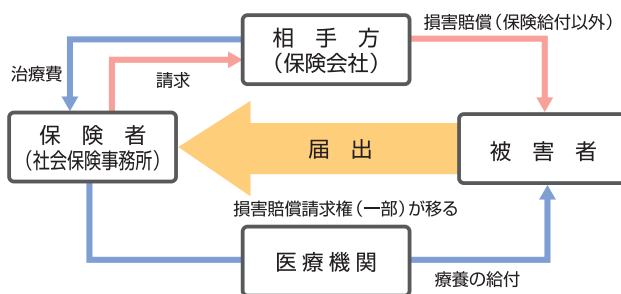 損害賠償（保険給付以外）
相手方
（保険会社）
治療費
請求
保険者
（社会保険事務所）
届出
被害者
損害賠償請求権（一部）が移る
医療機関
療養の給付